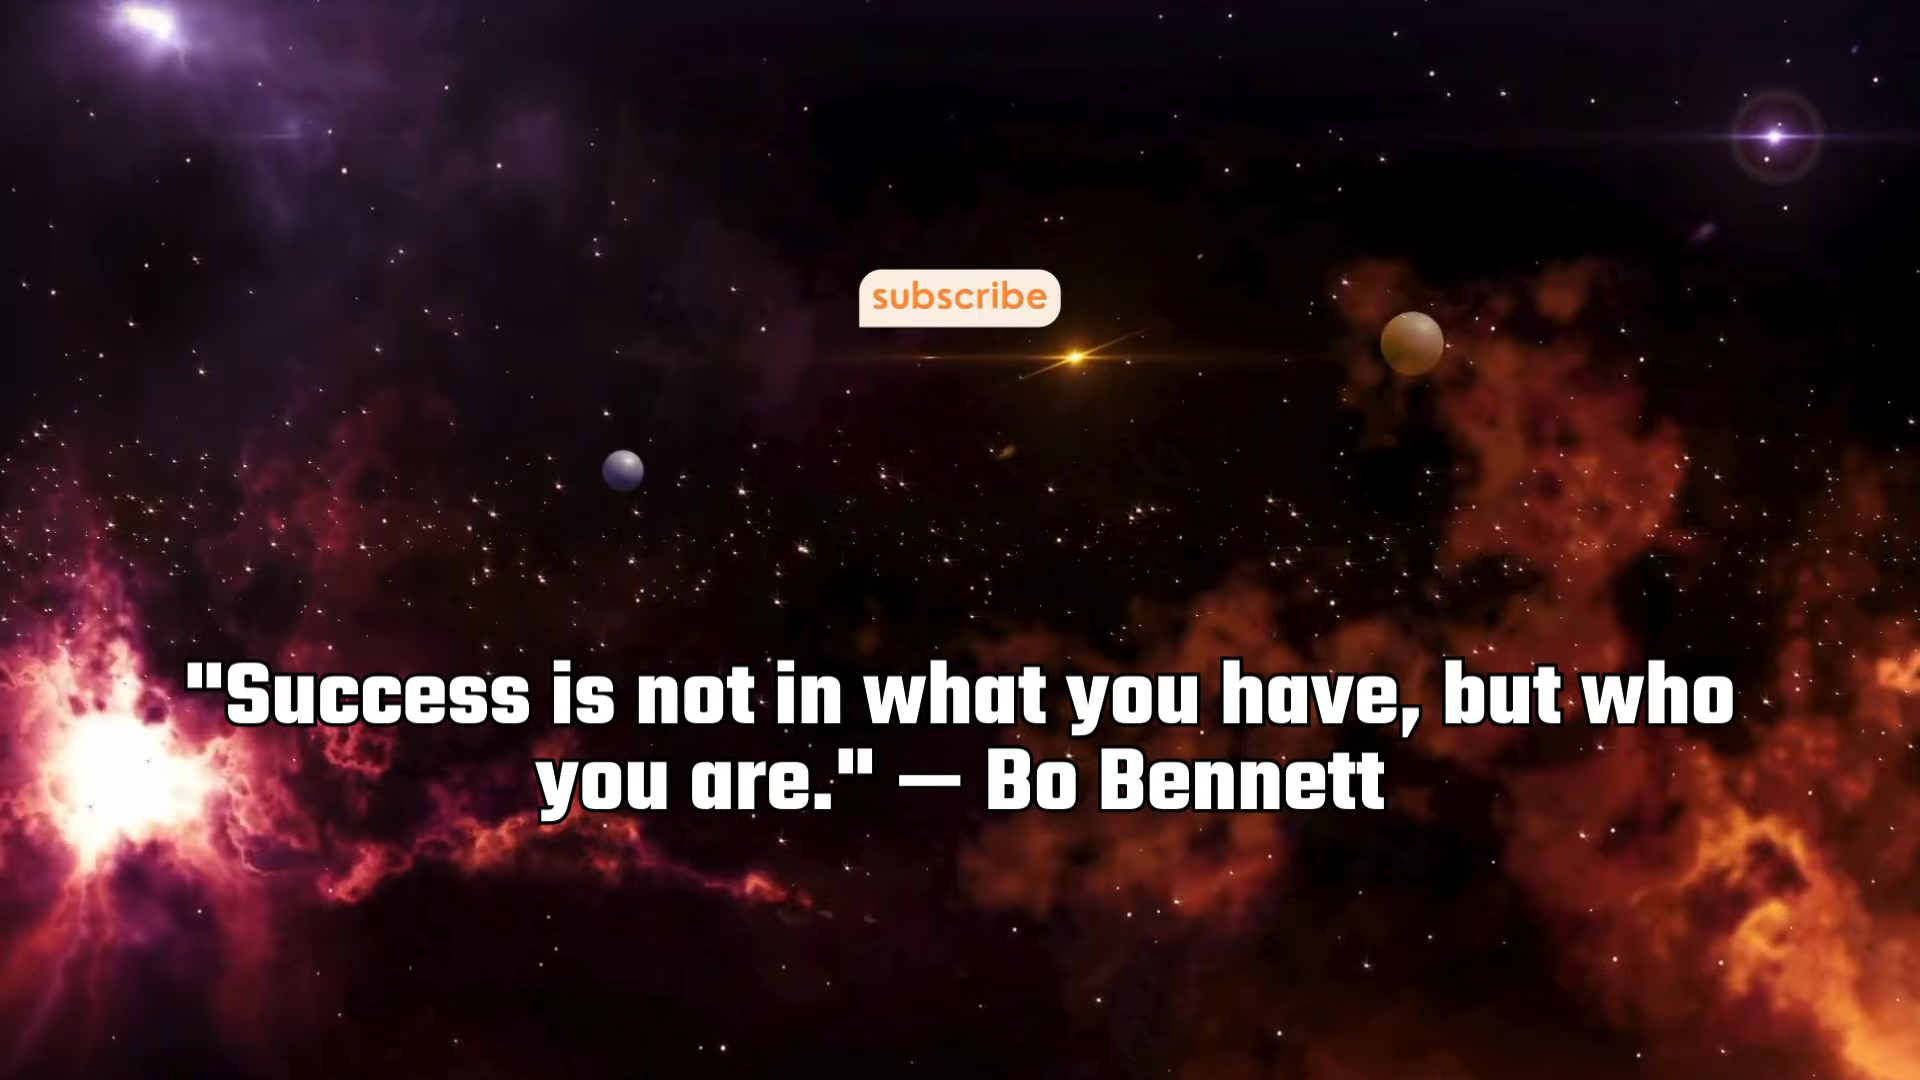 subscribe
"Success is not in what you have, but who
you are." — Bo Bennett